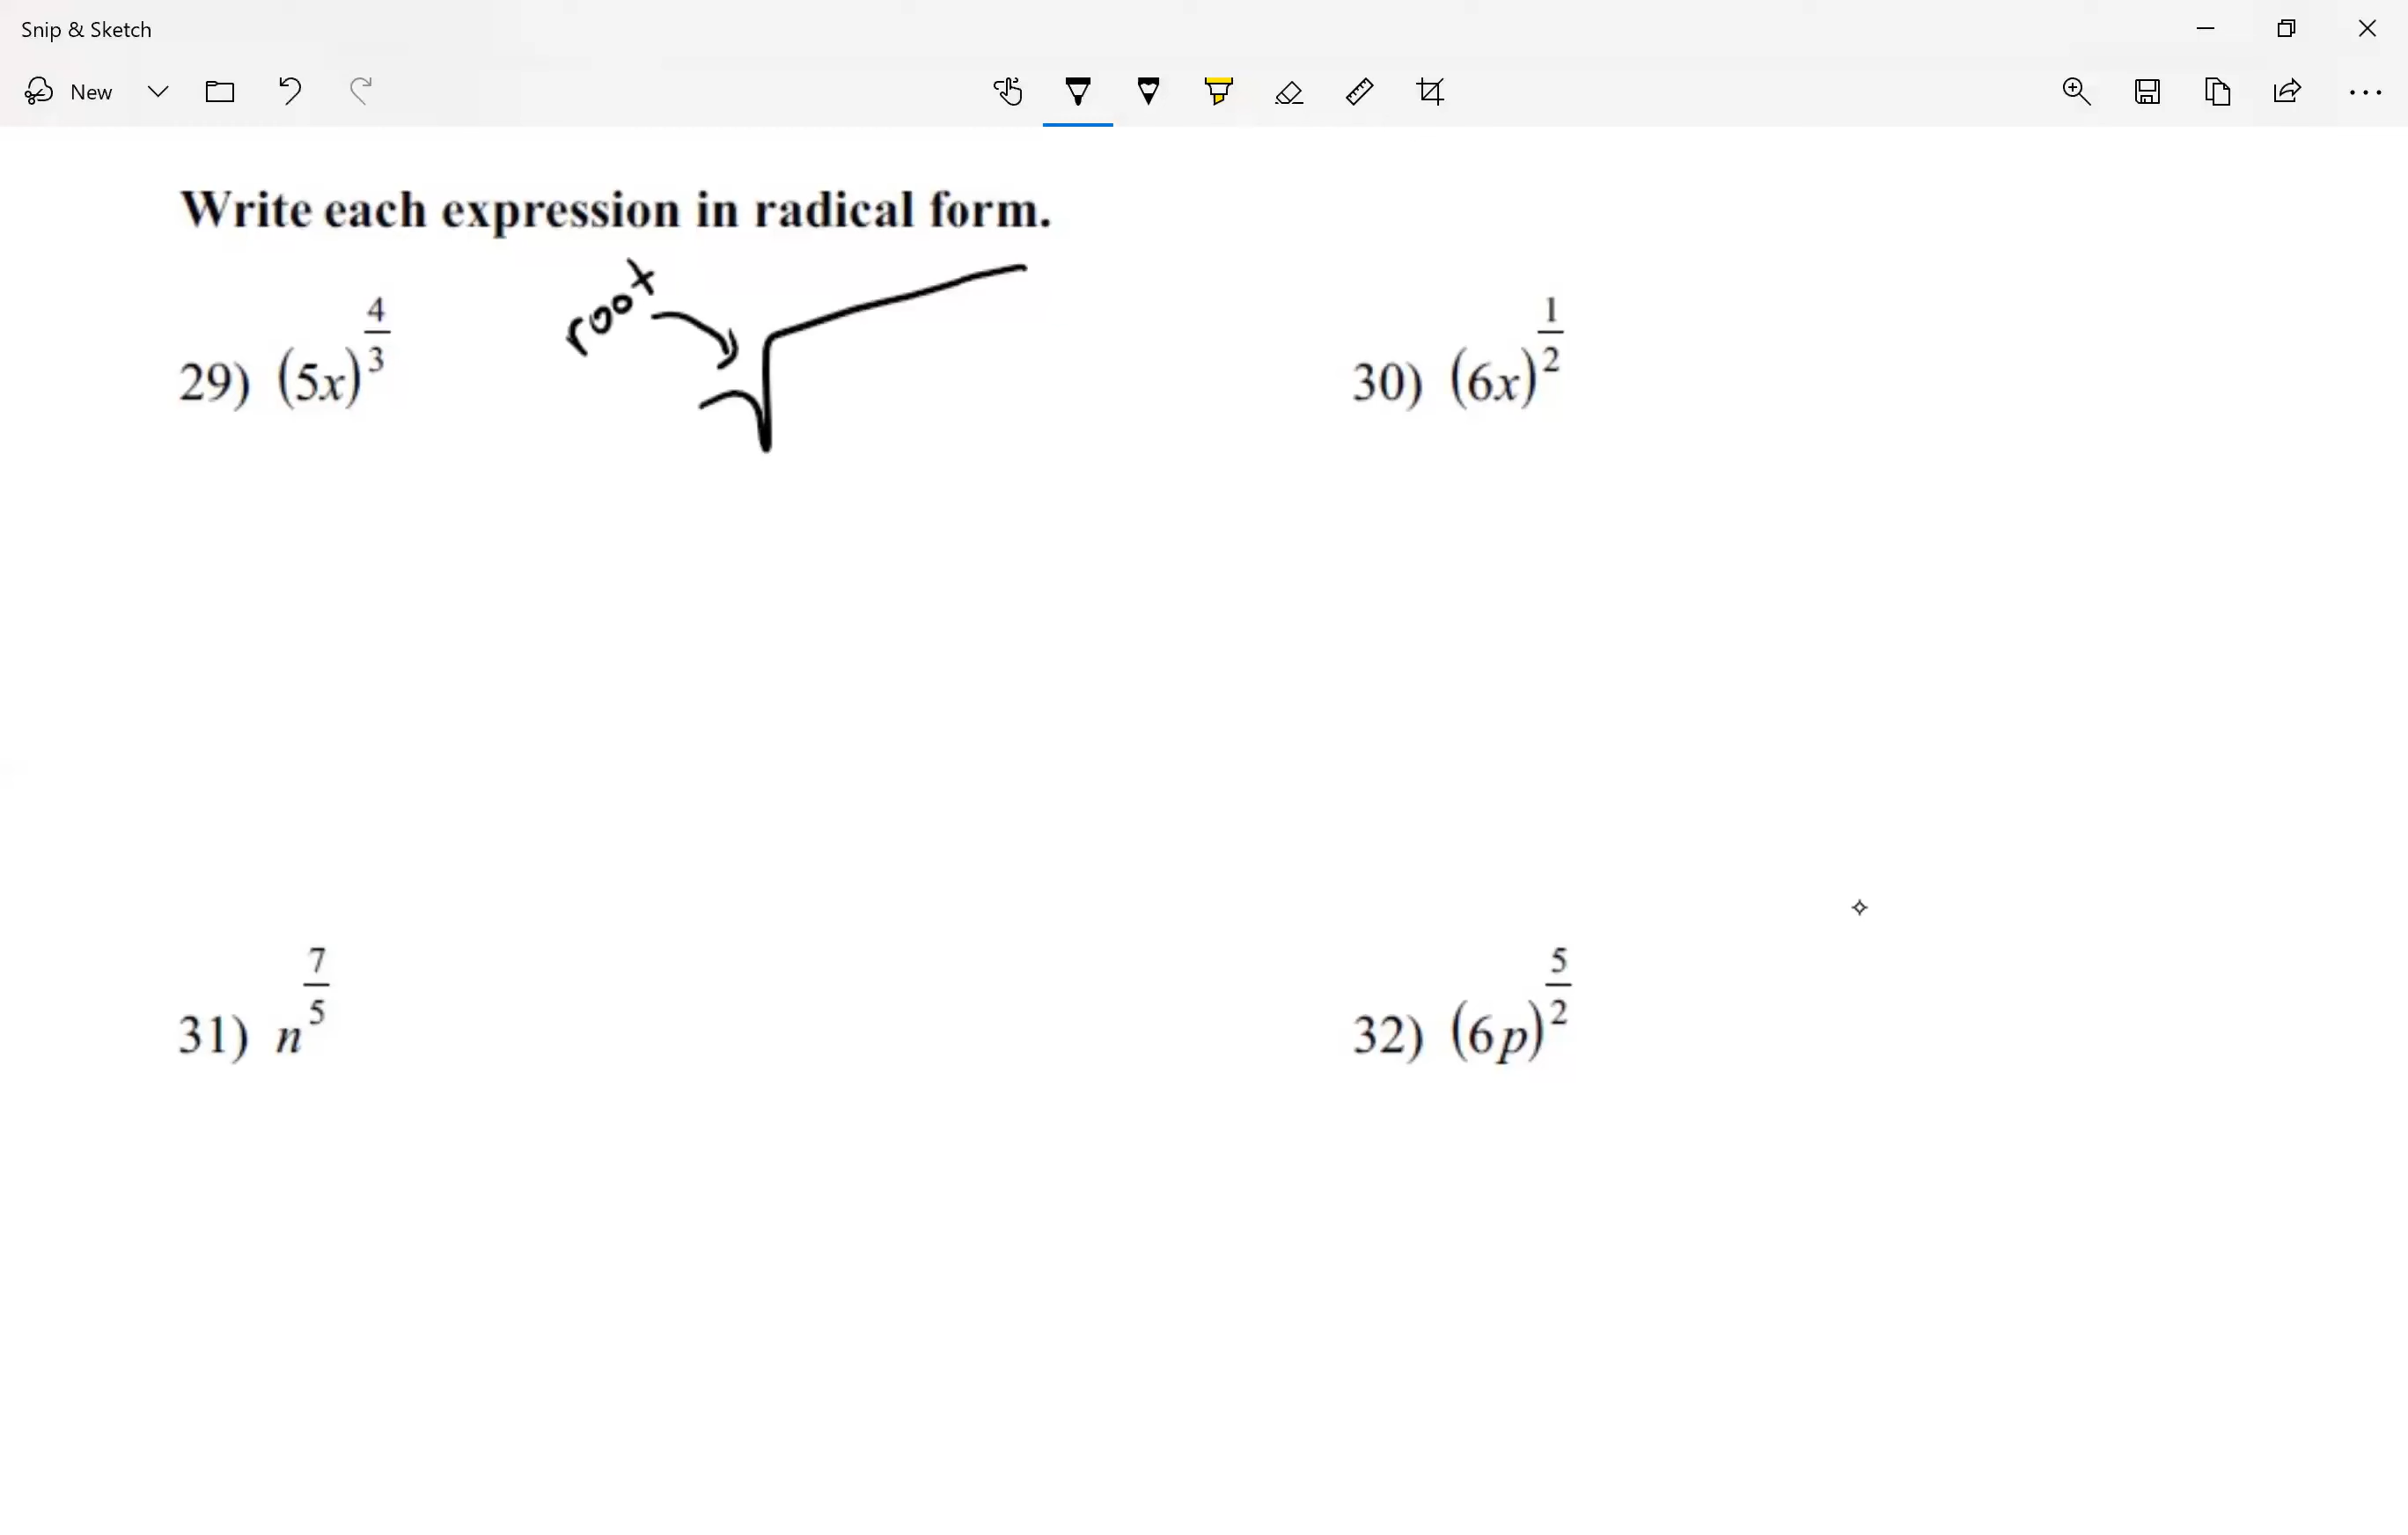 Snip & Sketch
New
Write each expression in radical form.
root
29) (5x)^(4/3)
30) (6x)^(1/2)
31) n^(7/5)
32) (6p)^(5/2)